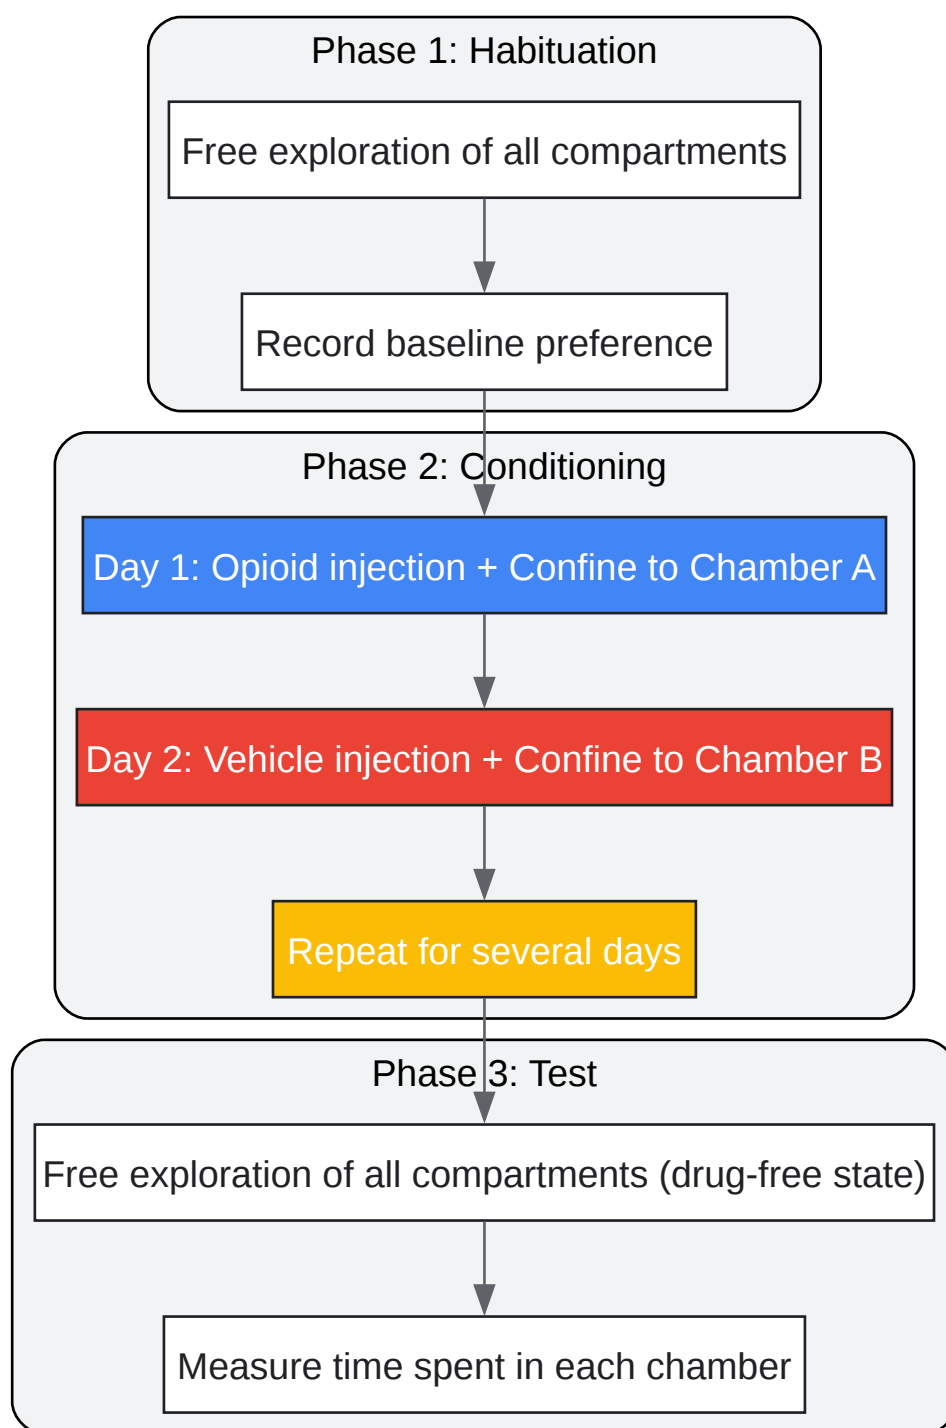 Phase 1: Habituation
Free exploration of all compartments
Record baseline preference
Phase 2: Conditioning
Day 1: Opioid injection + Confine to Chamber A
Day 2: Vehicle injection + Confine to Chamber B
Repeat for several days
Phase 3: Test
Free exploration of all compartments (drug-free state)
Measure time spent in each chamber